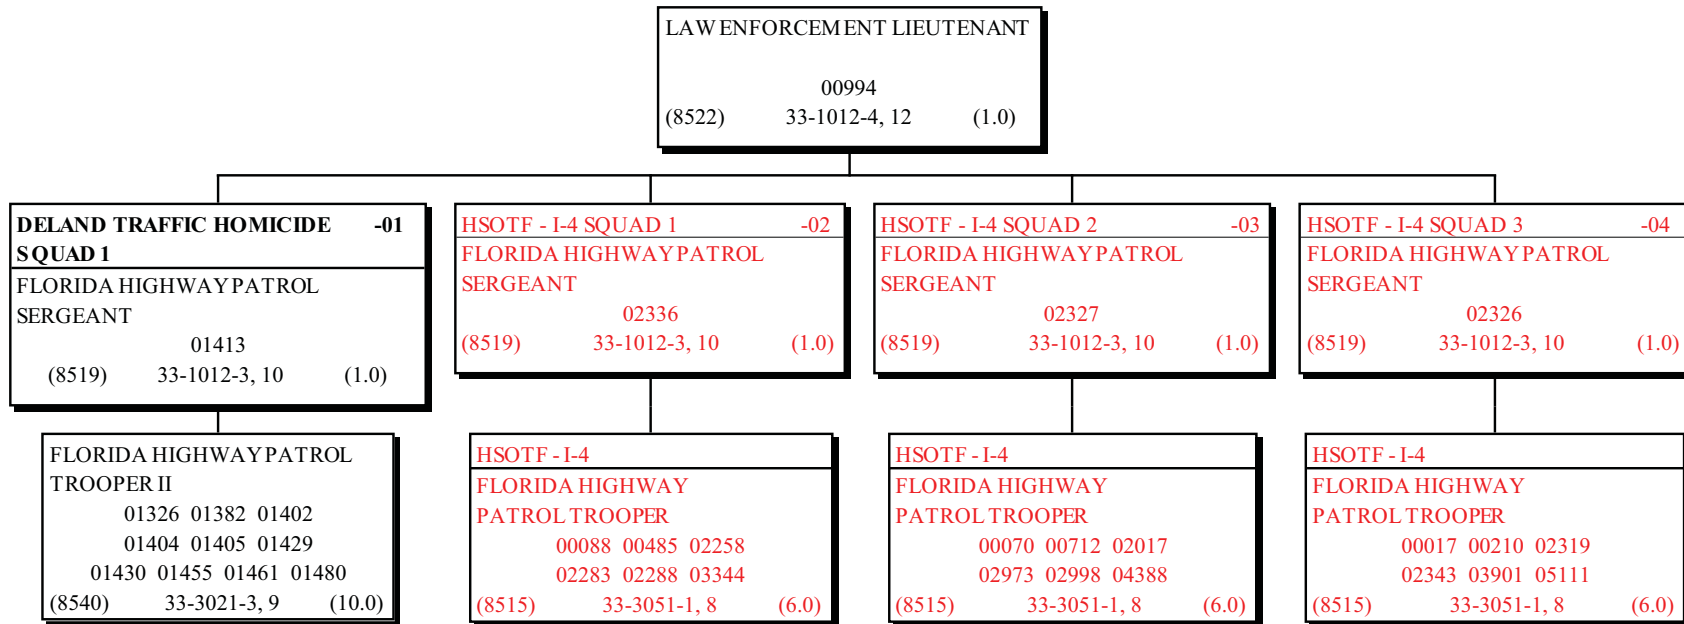 LAW ENFORCEMENT LIEUTENANT
00994
(8522) 33-1012-4, 12 (1.0)
DELAND TRAFFIC HOMICIDE -01
SQUAD 1
FLORIDA HIGHWAY PATROL
SERGEANT
01413
(8519) 33-1012-3, 10 (1.0)
HSOTF - I-4 SQUAD 1 -02
FLORIDA HIGHWAY PATROL
SERGEANT
02336
(8519) 33-1012-3, 10 (1.0)
HSOTF - I-4 SQUAD 2 -03
FLORIDA HIGHWAY PATROL
SERGEANT
02327
(8519) 33-1012-3, 10 (1.0)
HSOTF - I-4 SQUAD 3 -04
FLORIDA HIGHWAY PATROL
SERGEANT
02326
(8519) 33-1012-3, 10 (1.0)
FLORIDA HIGHWAY PATROL
TROOPER II
01326 01382 01402
01404 01405 01429
01430 01455 01461 01480
(8540) 33-3021-3, 9 (10.0)
HSOTF - I-4
FLORIDA HIGHWAY
PATROL TROOPER
00088 00485 02258
02283 02288 03344
(8515) 33-3051-1, 8 (6.0)
HSOTF - I-4
FLORIDA HIGHWAY
PATROL TROOPER
00070 00712 02017
02973 02998 04388
(8515) 33-3051-1, 8 (6.0)
HSOTF - I-4
FLORIDA HIGHWAY
PATROL TROOPER
00017 00210 02319
02343 03901 05111
(8515) 33-3051-1, 8 (6.0)